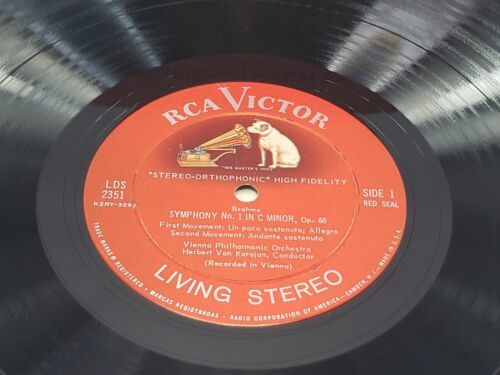 RCA VICTOR
"HIS MASTER'S VOICE"
"STEREO-ORTHOPHONIC" HIGH FIDELITY
LDS
2351
K2RY-3293
SIDE 1
RED SEAL
Brahms
SYMPHONY No. 1 IN C MINOR, Op. 68
First Movement: Un poco sostenuto; Allegro
Second Movement: Andante sostenuto
Vienna Philharmonic Orchestra
Herbert Von Karajan, Conductor
(Recorded in Vienna)
LIVING STEREO
TRADE MARKS ® REGISTERED • MARCAS REGISTRADAS • RADIO CORPORATION OF AMERICA—CAMDEN, N. J.—MADE IN U.S.A.